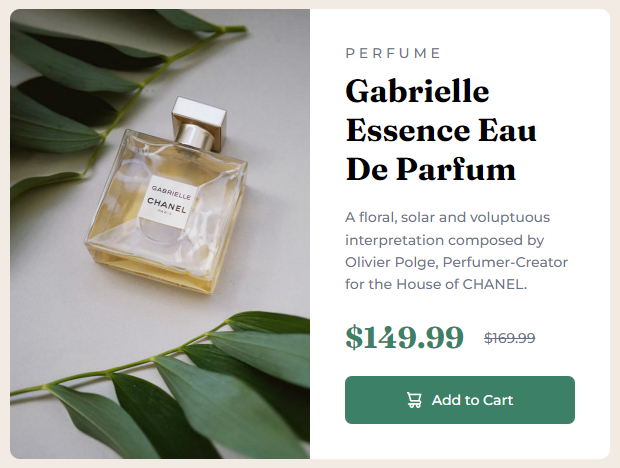 GABRIELLE
CHANEL
PARIS
PERFUME
Gabrielle
Essence Eau
De Parfum
A floral, solar and voluptuous
interpretation composed by
Olivier Polge, Perfumer-Creator
for the House of CHANEL.
$149.99 $169.99
Add to Cart